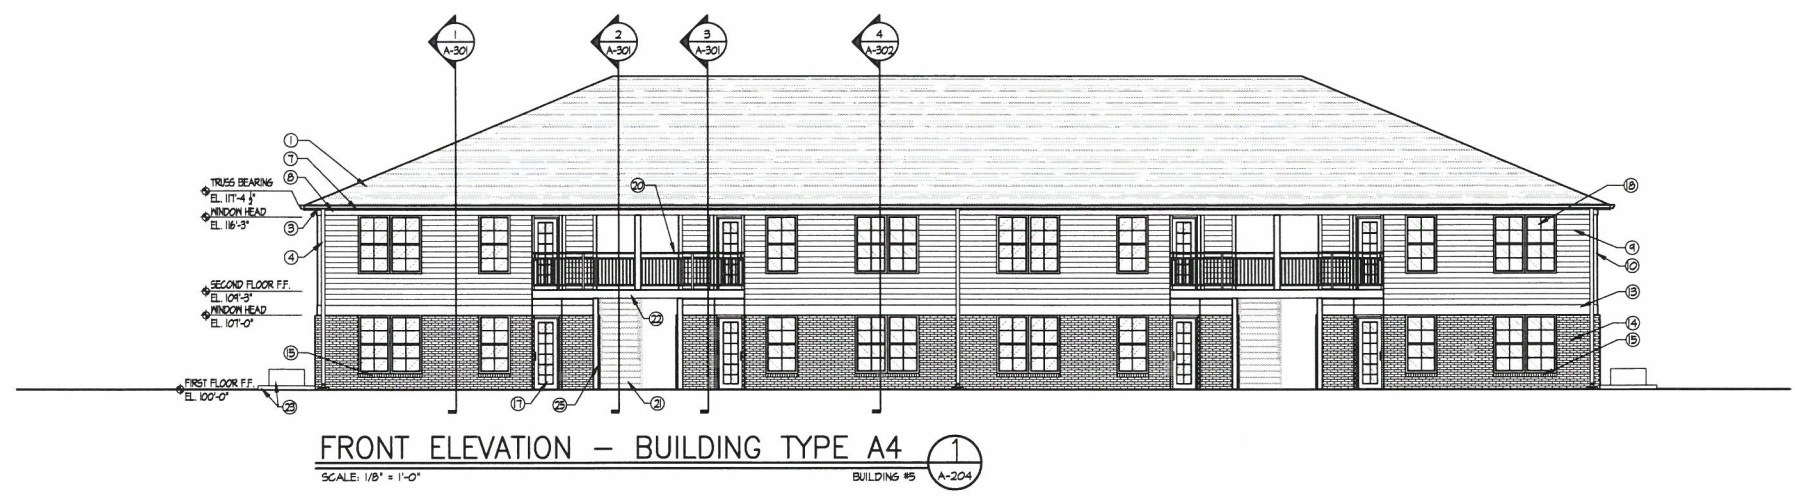 1
A-301
2
A-301
3
A-301
4
A-302
1
7
8
TRUSS BEARING
EL. 117'-4 1/2"
WINDOW HEAD
EL. 116'-3"
3
4
20
18
9
10
SECOND FLOOR F.F.
EL. 109'-3"
WINDOW HEAD
EL. 107'-0"
22
13
14
15
15
FIRST FLOOR F.F.
EL. 100'-0"
23
17
25
21
FRONT ELEVATION - BUILDING TYPE A4
1
A-204
SCALE: 1/8" = 1'-0"
BUILDING #5